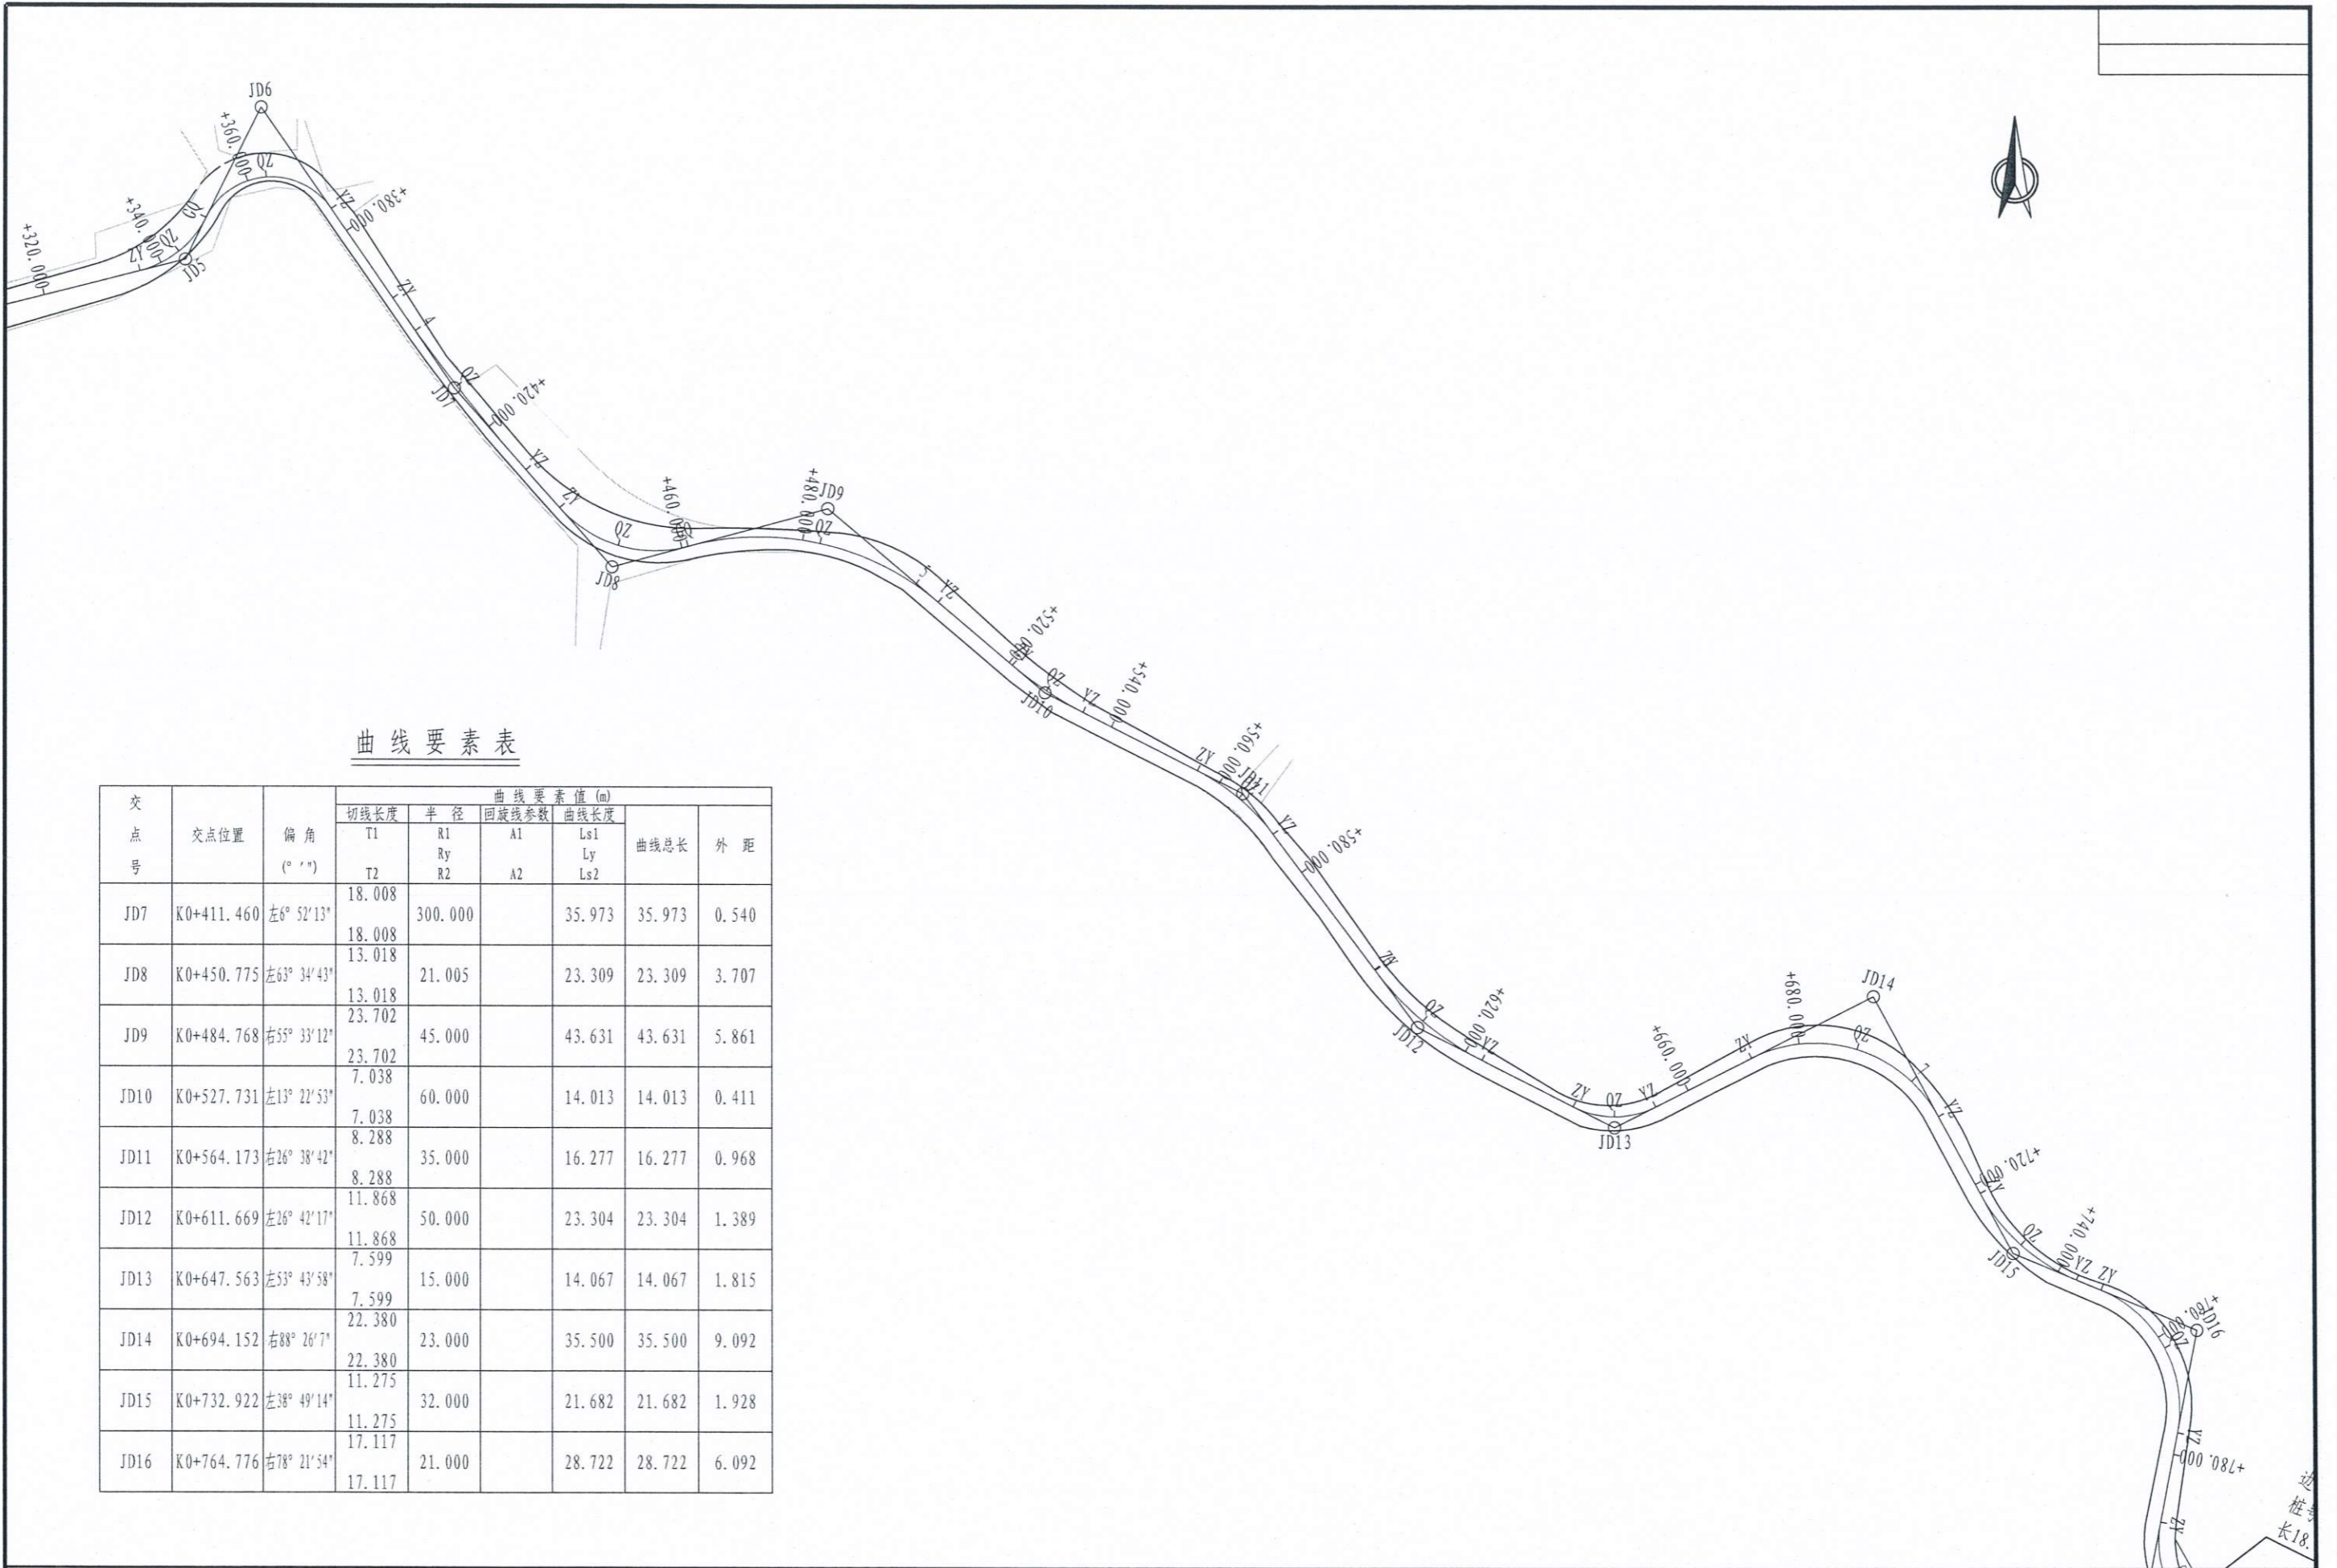 JD6
+360.000
QZ
YZ
+380.000
+340.000
QZ
ZY
JD5
+320.000
ZY
4
QZ
JD7
+420.000
YZ
ZY
QZ
JD8
+460.000
+480.000
JD9
QZ
5
YZ
+520.000
QZ
JD10
YZ
+540.000
ZY
+560.000
JD11
YZ
+580.000
QZ
JD12
+620.000
YZ
ZY
QZ
YZ
JD13
+660.000
ZY
+680.000
JD14
QZ
7
YZ
+720.000
ZY
QZ
JD15
+740.000
YZ
ZY
+760.000
JD16
QZ
YZ
+780.000
ZY
边
桩号
长18.
曲线要素表
交点号 交点位置 偏角 (° ′ ″) 曲线要素值 (m)
切线长度 半径 回旋线参数 曲线长度 曲线总长 外距
T1 R1 A1 Ls1
Ry Ly
T2 R2 A2 Ls2
18.008
JD7 K0+411.460 左6° 52′13″ 300.000 35.973 35.973 0.540
18.008
13.018
JD8 K0+450.775 左63° 34′43″ 21.005 23.309 23.309 3.707
13.018
23.702
JD9 K0+484.768 右55° 33′12″ 45.000 43.631 43.631 5.861
23.702
7.038
JD10 K0+527.731 左13° 22′53″ 60.000 14.013 14.013 0.411
7.038
8.288
JD11 K0+564.173 右26° 38′42″ 35.000 16.277 16.277 0.968
8.288
11.868
JD12 K0+611.669 左26° 42′17″ 50.000 23.304 23.304 1.389
11.868
7.599
JD13 K0+647.563 左53° 43′58″ 15.000 14.067 14.067 1.815
7.599
22.380
JD14 K0+694.152 右88° 26′7″ 23.000 35.500 35.500 9.092
22.380
11.275
JD15 K0+732.922 左38° 49′14″ 32.000 21.682 21.682 1.928
11.275
17.117
JD16 K0+764.776 右78° 21′54″ 21.000 28.722 28.722 6.092
17.117